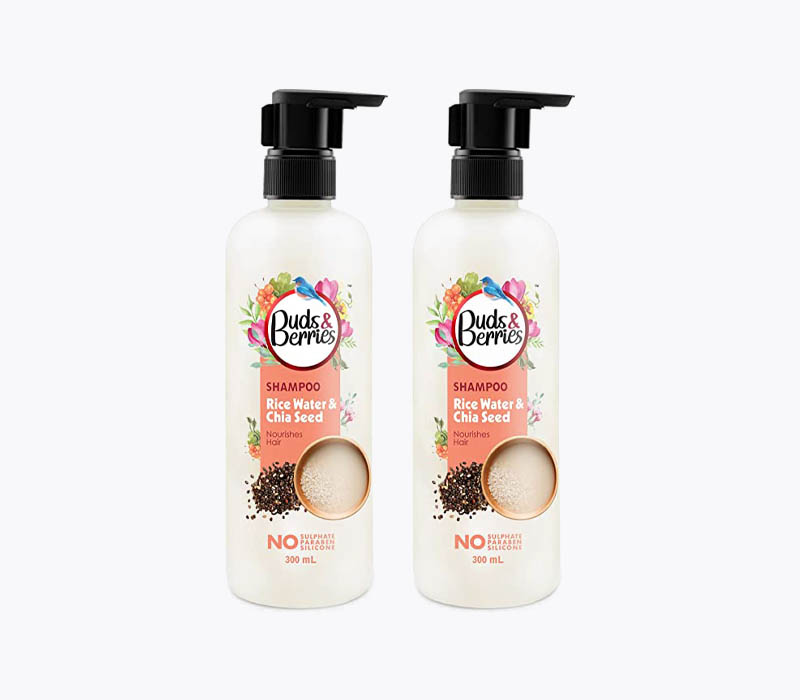 Buds&
Berries
SHAMPOO
Rice Water &
Chia Seed
Nourishes
Hair
NO SULPHATE
PARABEN
SILICONE
300 mL
Buds&
Berries
SHAMPOO
Rice Water &
Chia Seed
Nourishes
Hair
NO SULPHATE
PARABEN
SILICONE
300 mL